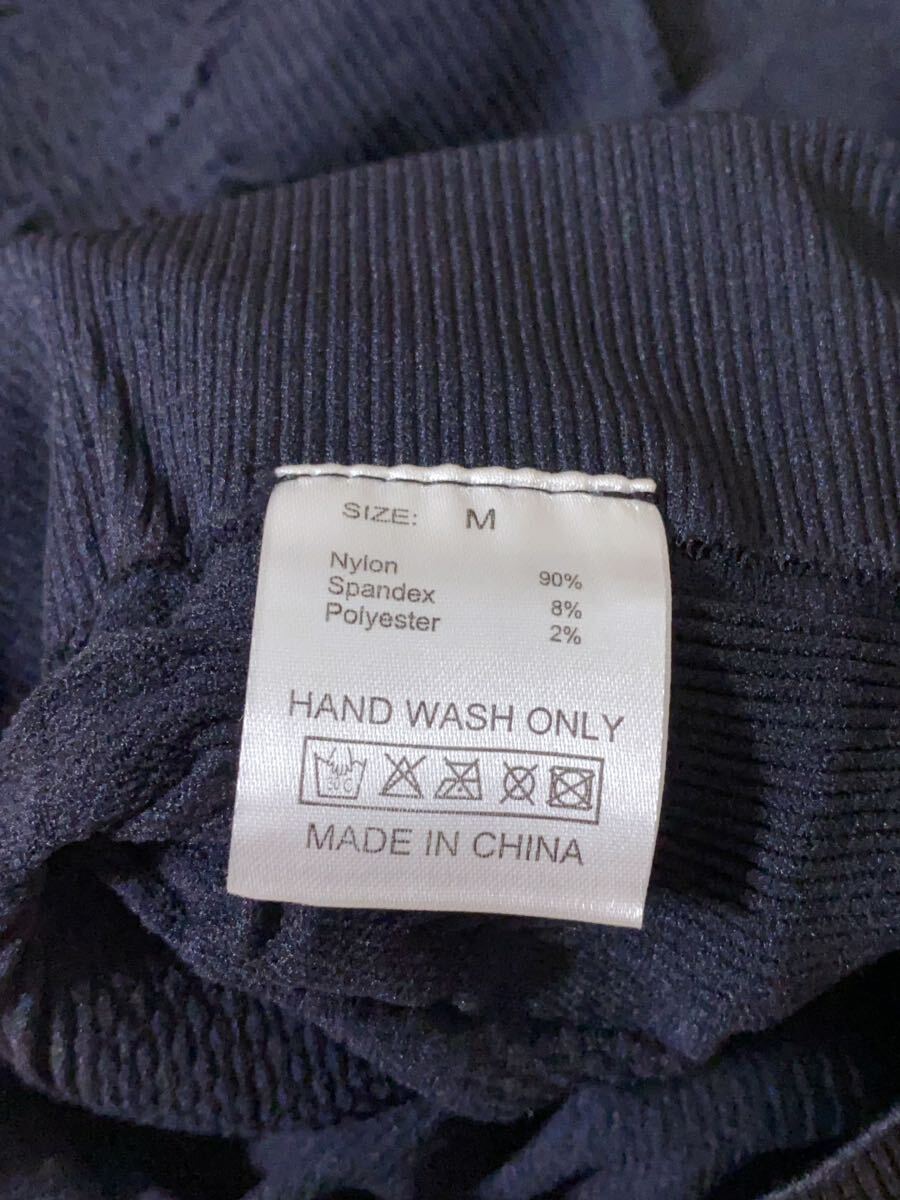 SIZE: M
Nylon 90%
Spandex 8%
Polyester 2%
HAND WASH ONLY
MADE IN CHINA